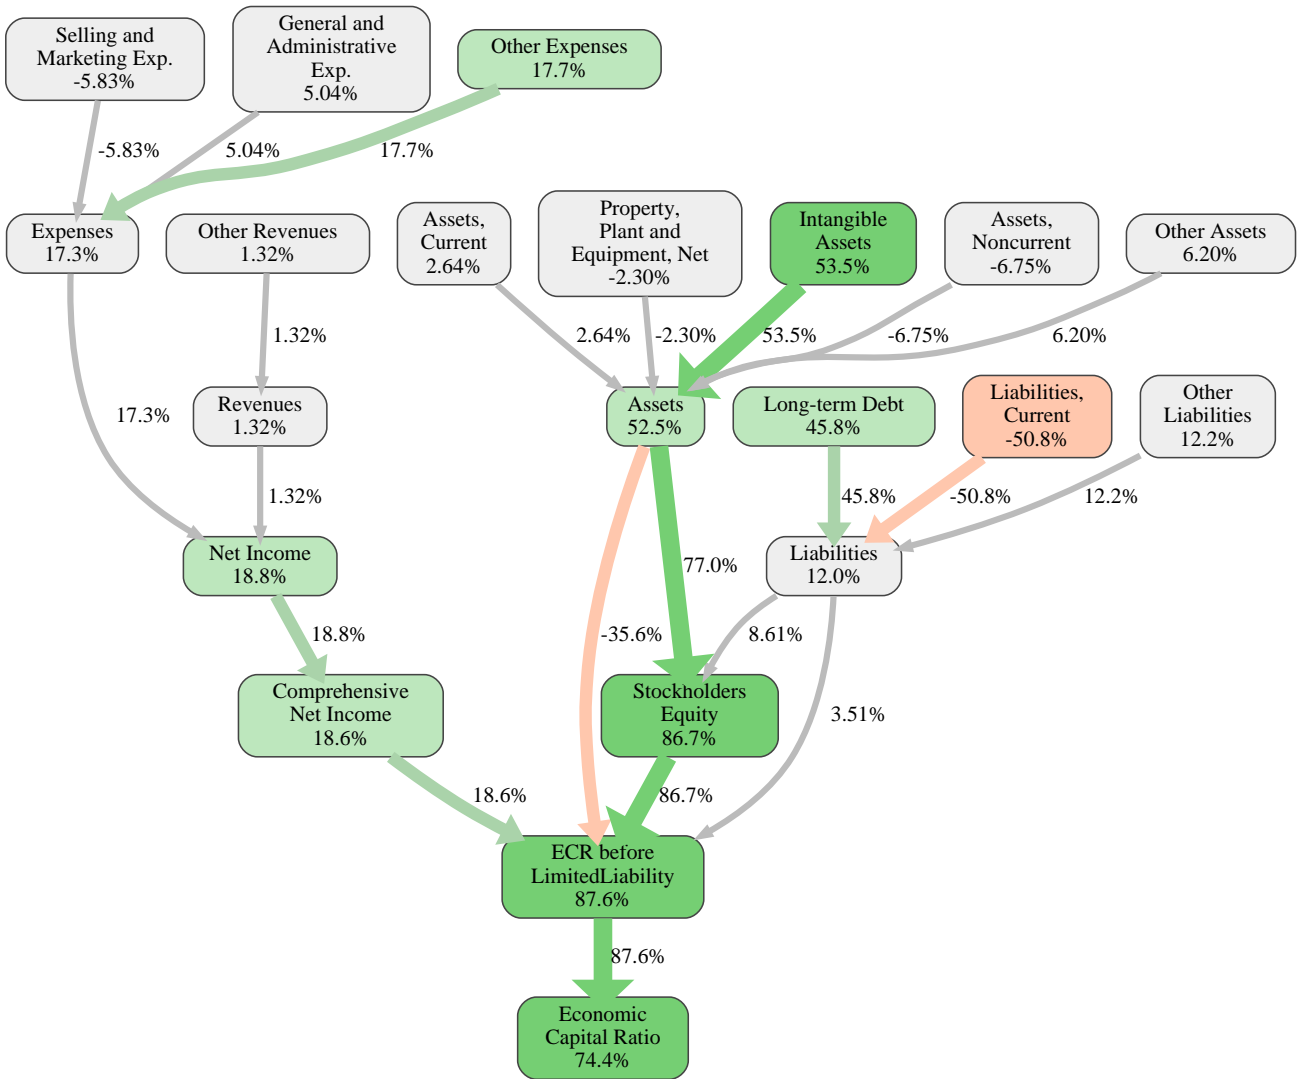 Selling and
Marketing Exp.
-5.83%
General and
Administrative
Exp.
5.04%
Other Expenses
17.7%
-5.83%
5.04%
17.7%
Expenses
17.3%
Other Revenues
1.32%
Assets,
Current
2.64%
Property,
Plant and
Equipment, Net
-2.30%
Intangible
Assets
53.5%
Assets,
Noncurrent
-6.75%
Other Assets
6.20%
1.32%
2.64%
-2.30%
53.5%
-6.75%
6.20%
17.3%
Revenues
1.32%
Assets
52.5%
Long-term Debt
45.8%
Liabilities,
Current
-50.8%
Other
Liabilities
12.2%
1.32%
45.8%
-50.8%
12.2%
Net Income
18.8%
77.0%
Liabilities
12.0%
18.8%
-35.6%
8.61%
Comprehensive
Net Income
18.6%
Stockholders
Equity
86.7%
3.51%
18.6%
86.7%
ECR before
LimitedLiability
87.6%
87.6%
Economic
Capital Ratio
74.4%